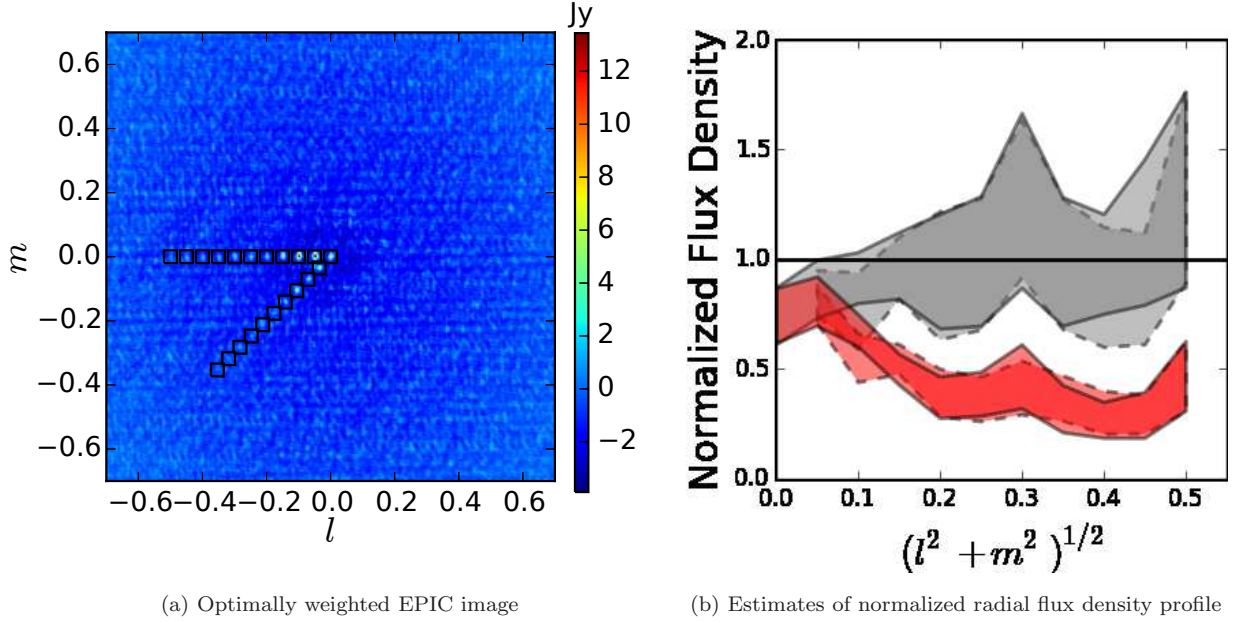 Jy
0.6
0.4
0.2
0.0
−0.2
−0.4
−0.6
m
−0.6 −0.4 −0.2 0.0 0.2 0.4 0.6
l
12
10
8
6
4
2
0
−2
(a) Optimally weighted EPIC image
Normalized Flux Density
2.0
1.5
1.0
0.5
0.0
0.0 0.1 0.2 0.3 0.4 0.5
(l² + m²)^{1/2}
(b) Estimates of normalized radial flux density profile